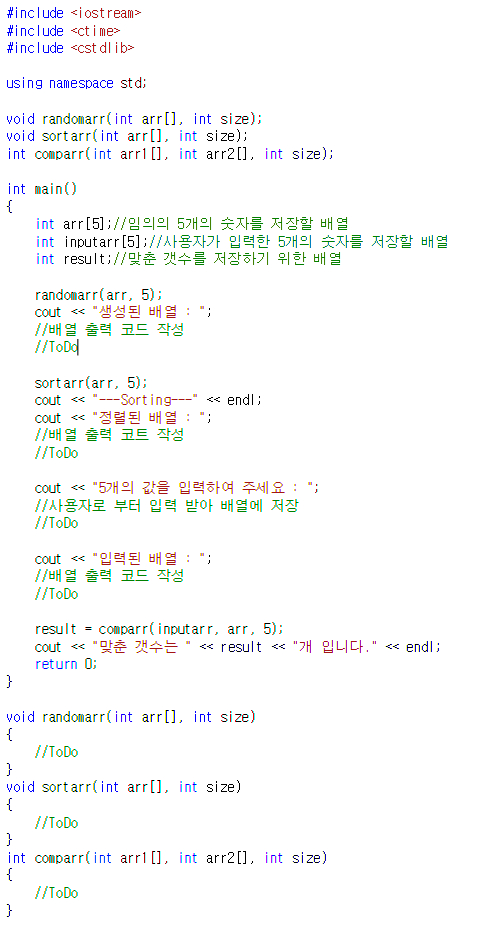 #include <iostream>
#include <ctime>
#include <cstdlib>
using namespace std;
void randomarr(int arr[], int size);
void sortarr(int arr[], int size);
int comparr(int arr1[], int arr2[], int size);
int main()
{
int arr[5];//임의의 5개의 숫자를 저장할 배열
int inputarr[5];//사용자가 입력한 5개의 숫자를 저장할 배열
int result;//맞춘 갯수를 저장하기 위한 배열
randomarr(arr, 5);
cout << "생성된 배열 : ";
//배열 출력 코드 작성
//ToDo
sortarr(arr, 5);
cout << "---Sorting---" << endl;
cout << "정렬된 배열 : ";
//배열 출력 코트 작성
//ToDo
cout << "5개의 값을 입력하여 주세요 : ";
//사용자로 부터 입력 받아 배열에 저장
//ToDo
cout << "입력된 배열 : ";
//배열 출력 코드 작성
//ToDo
result = comparr(inputarr, arr, 5);
cout << "맞춘 갯수는 " << result << "개 입니다." << endl;
return 0;
}
void randomarr(int arr[], int size)
{
//ToDo
}
void sortarr(int arr[], int size)
{
//ToDo
}
int comparr(int arr1[], int arr2[], int size)
{
//ToDo
}